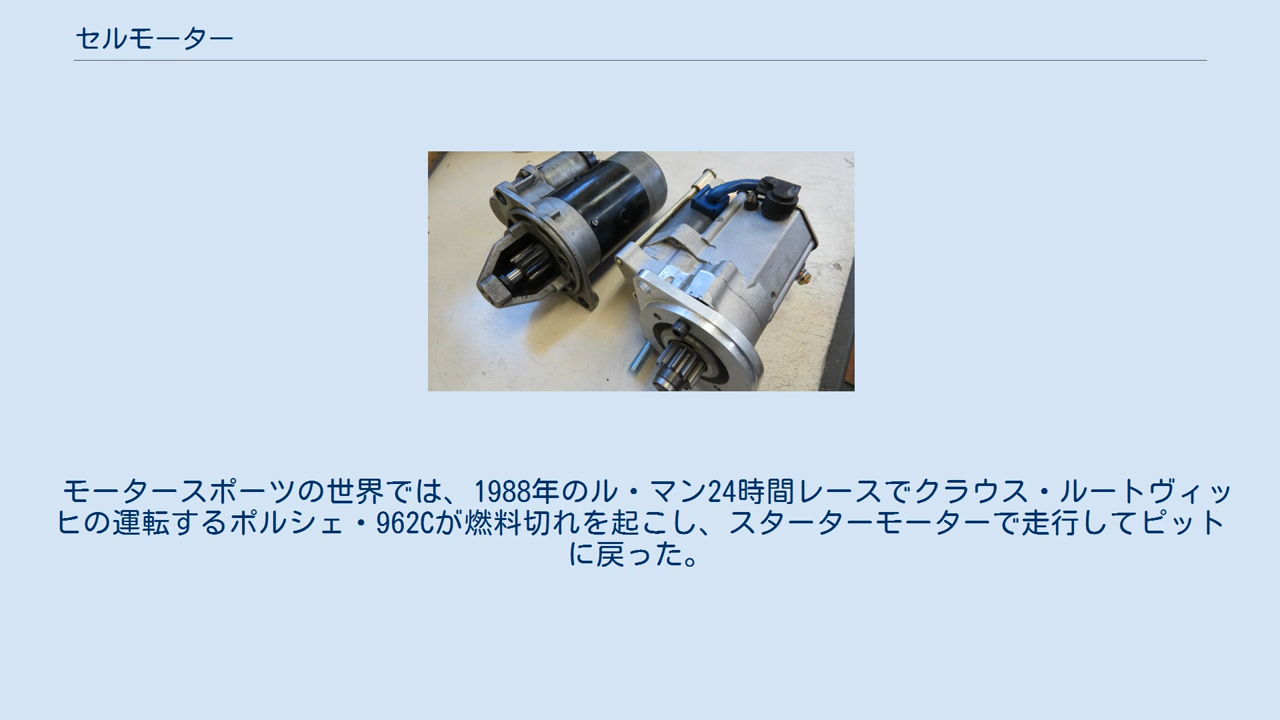 セルモーター
モータースポーツの世界では、1988年のル・マン24時間レースでクラウス・ルートヴィッ
ヒの運転するポルシェ・962Cが燃料切れを起こし、スターターモーターで走行してピット
に戻った。